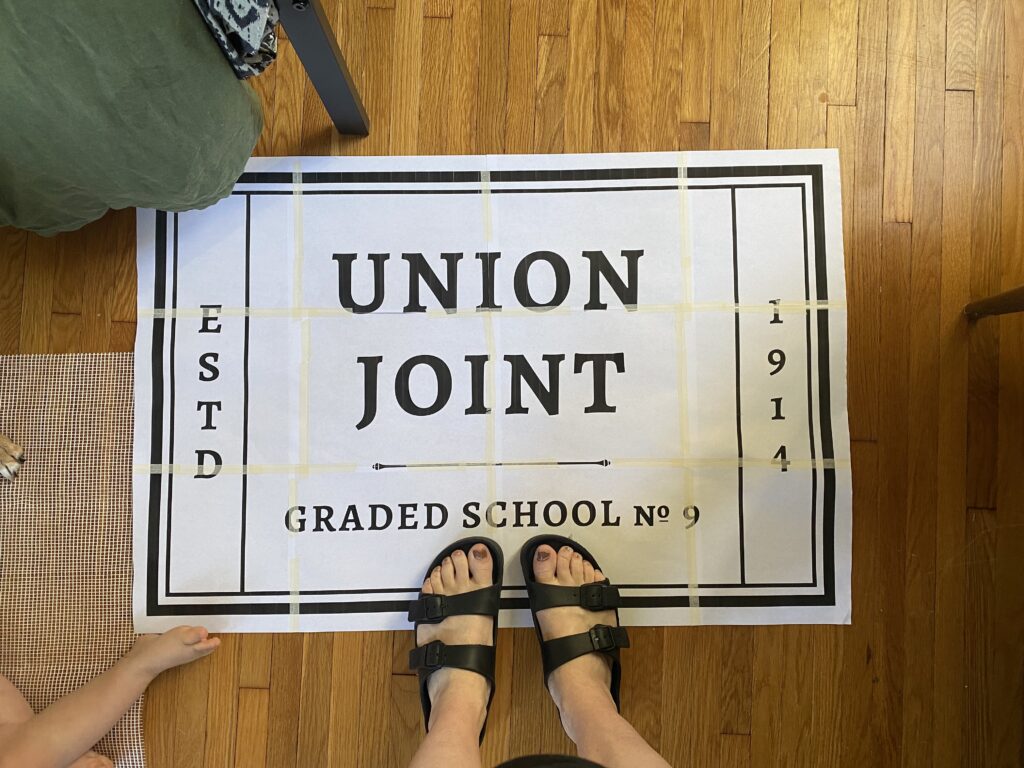 ESTD
UNION
JOINT
GRADED SCHOOL Nº 9
1914